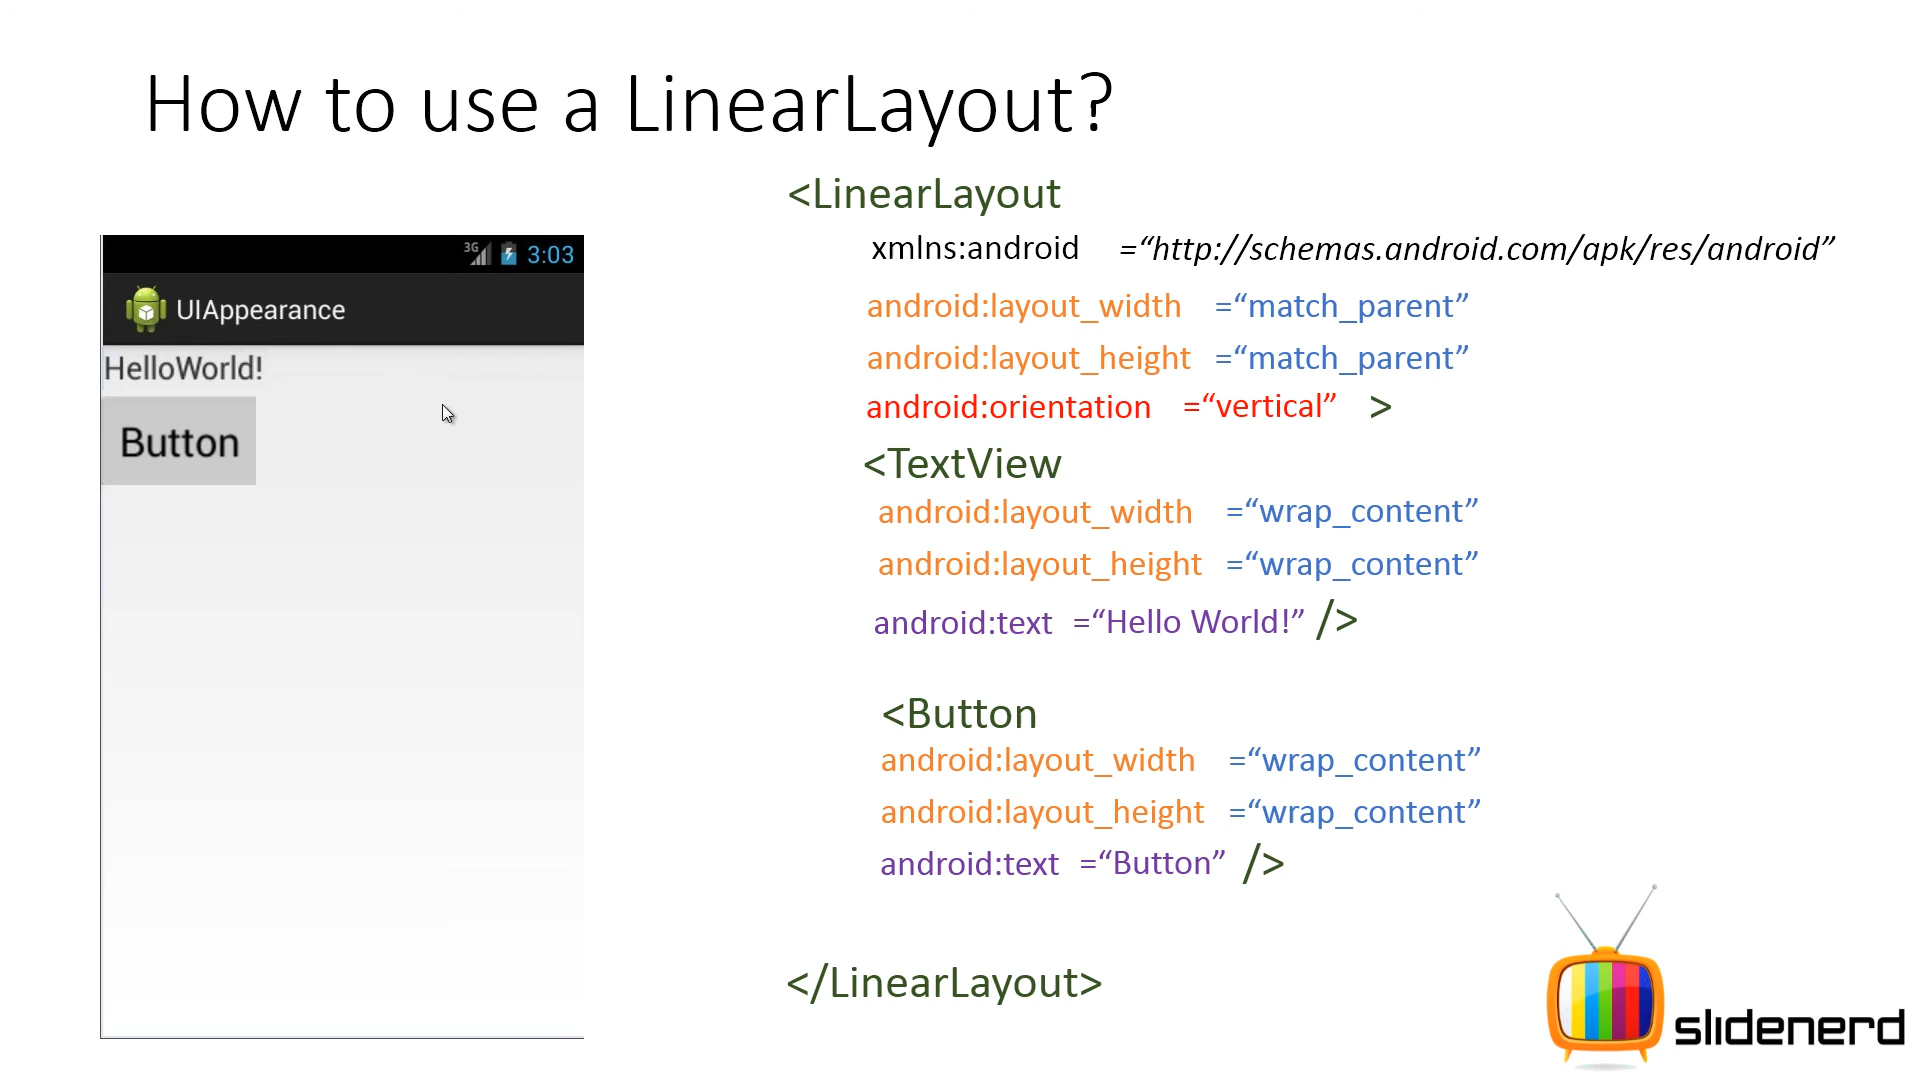 How to use a LinearLayout?
3G 3:03
UIAppearance
HelloWorld!
Button
<LinearLayout
xmlns:android =“http://schemas.android.com/apk/res/android”
android:layout_width =“match_parent”
android:layout_height =“match_parent”
android:orientation =“vertical” >
<TextView
android:layout_width =“wrap_content”
android:layout_height =“wrap_content”
android:text =“Hello World!” />
<Button
android:layout_width =“wrap_content”
android:layout_height =“wrap_content”
android:text =“Button” />
</LinearLayout>
slidenerd